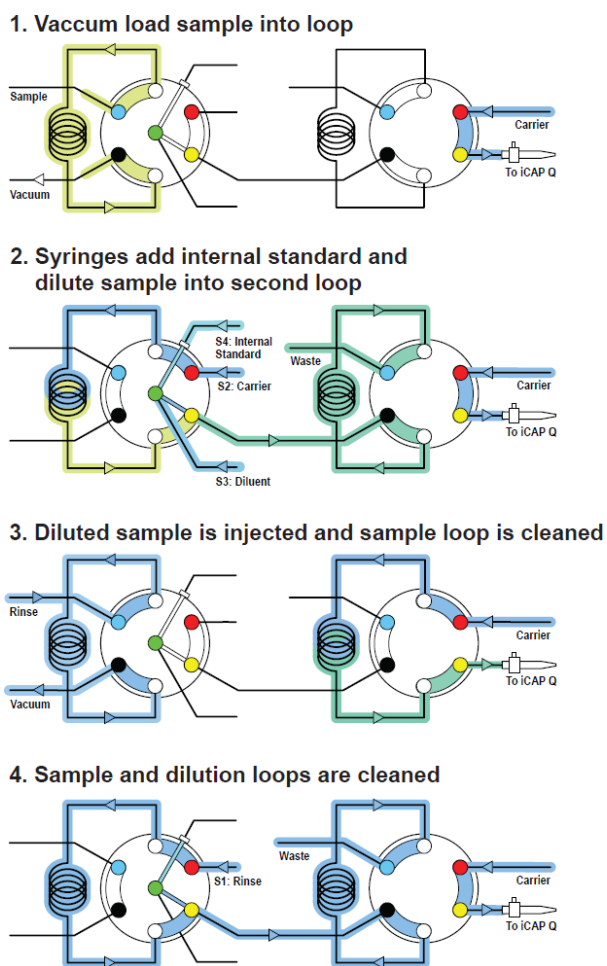 1. Vaccum load sample into loop
Sample
Vacuum
Carrier
To iCAP Q
2. Syringes add internal standard and
dilute sample into second loop
S4: Internal
Standard
S2: Carrier
S3: Diluent
Waste
Carrier
To iCAP Q
3. Diluted sample is injected and sample loop is cleaned
Rinse
Vacuum
Carrier
To iCAP Q
4. Sample and dilution loops are cleaned
S1: Rinse
Waste
Carrier
To iCAP Q